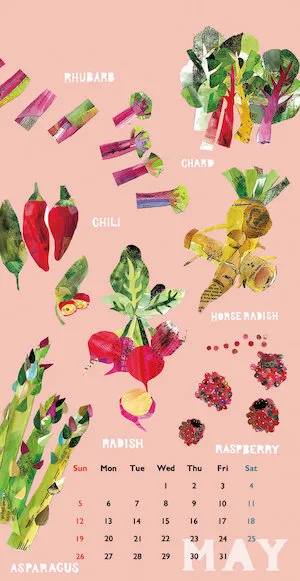 RHUBARB
CHARD
CHILI
HORSERADISH
RADISH
RASPBERRY
ASPARAGUS
Sun Mon Tue Wed Thu Fri Sat
1 2 3 4
5 6 7 8 9 10 11
12 13 14 15 16 17 18
19 20 21 22 23 24 25
26 27 28 29 30 31
MAY